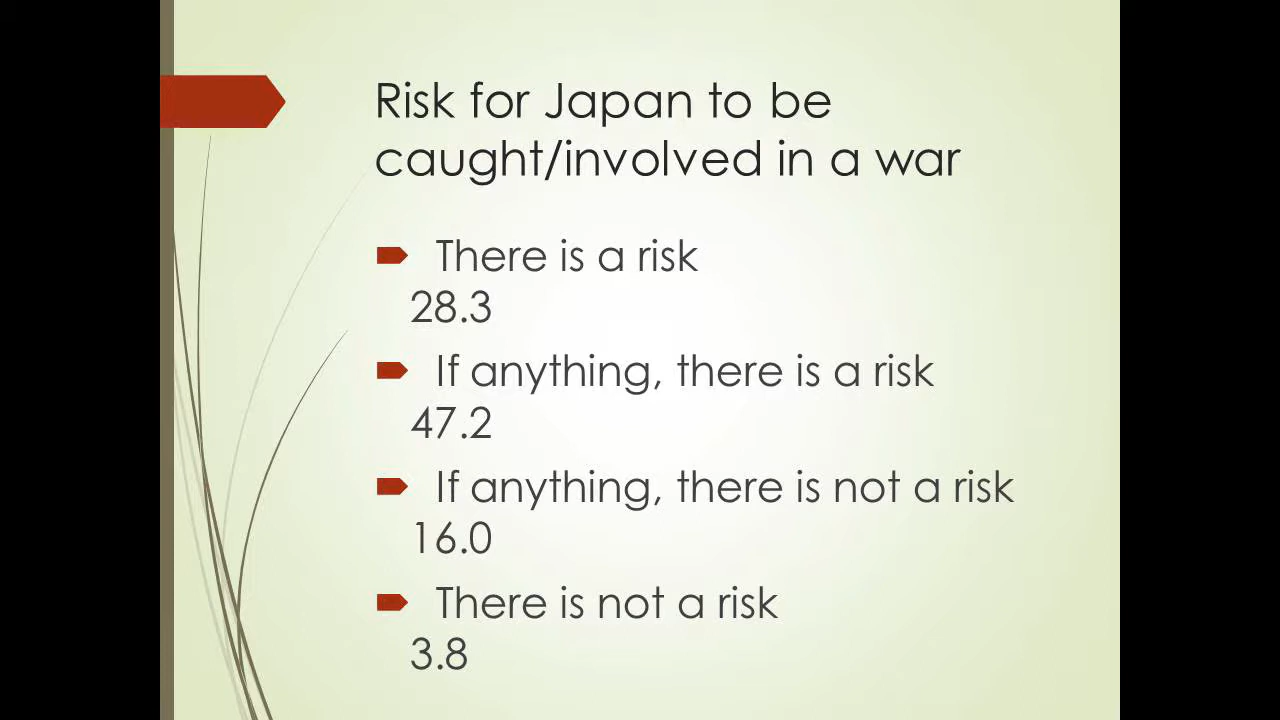 Risk for Japan to be
caught/involved in a war
There is a risk
28.3
If anything, there is a risk
47.2
If anything, there is not a risk
16.0
There is not a risk
3.8